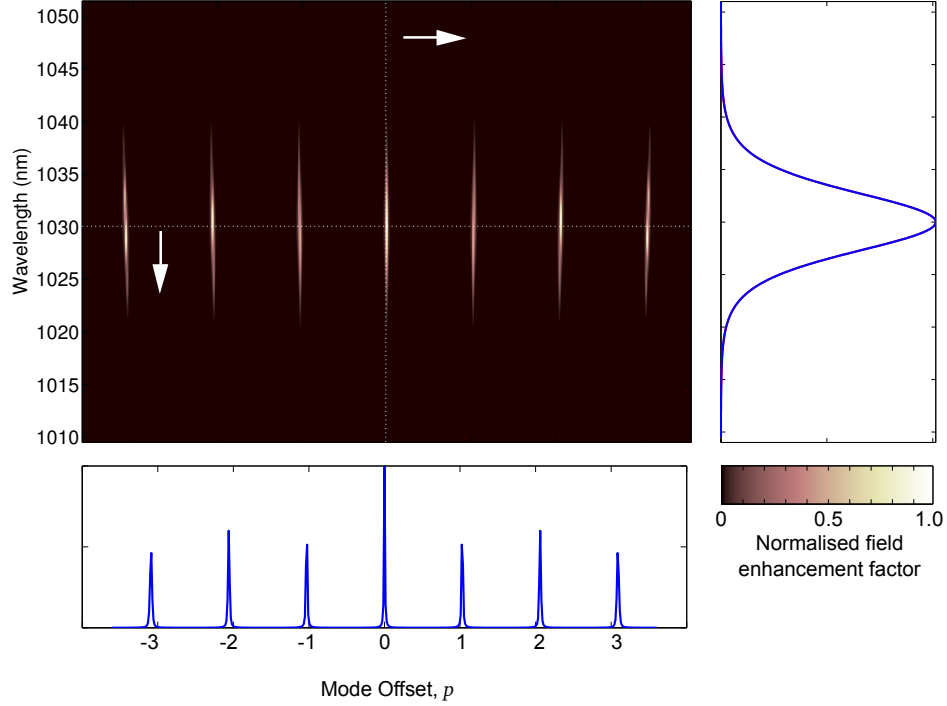 1050
1045
1040
1035
1030
1025
1020
1015
1010
Wavelength (nm)
-3 -2 -1 0 1 2 3
Mode Offset, p
0 0.5 1.0
Normalised field
enhancement factor